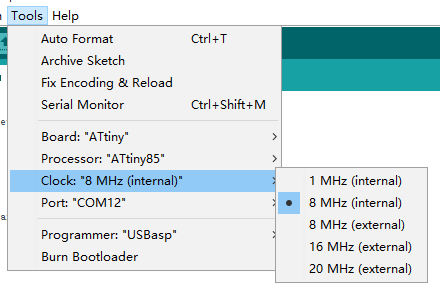 Tools Help
Auto Format Ctrl+T
Archive Sketch
Fix Encoding & Reload
Serial Monitor Ctrl+Shift+M
Board: "ATtiny"
Processor: "ATtiny85"
Clock: "8 MHz (internal)"
Port: "COM12"
Programmer: "USBasp"
Burn Bootloader
1 MHz (internal)
8 MHz (internal)
8 MHz (external)
16 MHz (external)
20 MHz (external)